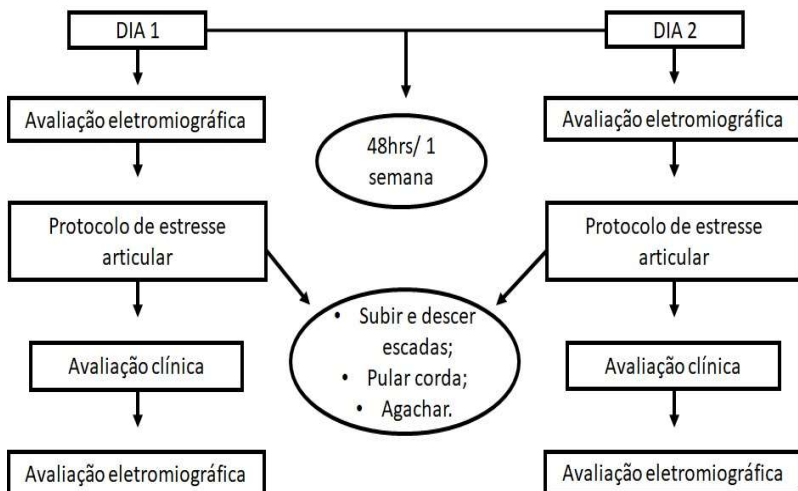 DIA 1
DIA 2
Avaliação eletromiográfica
48hrs/ 1
semana
Avaliação eletromiográfica
Protocolo de estresse
articular
Protocolo de estresse
articular
• Subir e descer
escadas;
• Pular corda;
• Agachar.
Avaliação clínica
Avaliação clínica
Avaliação eletromiográfica
Avaliação eletromiográfica